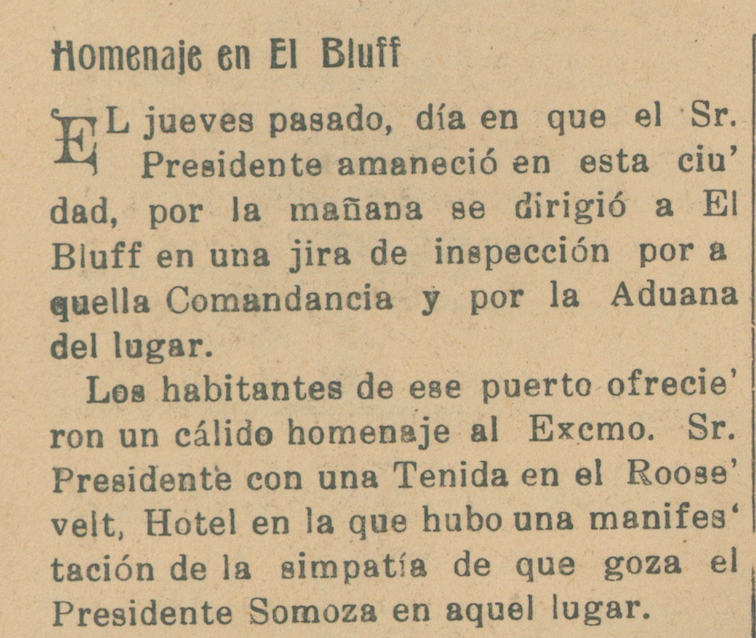 Homenaje en El Bluff
EL jueves pasado, día en que el Sr.
Presidente amaneció en esta ciu'
dad, por la mañana se dirigió a El
Bluff en una jira de inspección por a
quella Comandancia y por la Aduana
del lugar.
Los habitantes de ese puerto ofrecie'
ron un cálido homenaje al Excmo. Sr.
Presidente con una Tenida en el Roose'
velt, Hotel en la que hubo una manifes‘
tación de la simpatía de que goza el
Presidente Somoza en aquel lugar.